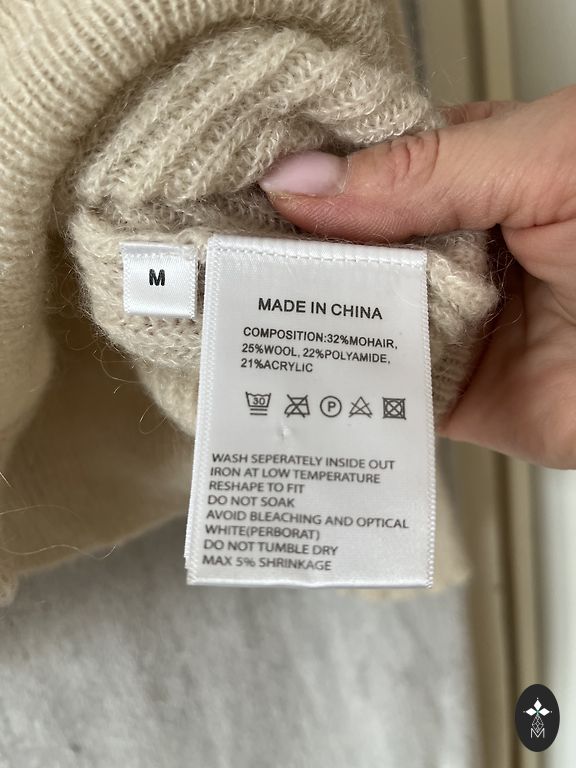 M
MADE IN CHINA
COMPOSITION:32%MOHAIR,
25%WOOL, 22%POLYAMIDE,
21%ACRYLIC
30
P
WASH SEPERATELY INSIDE OUT
IRON AT LOW TEMPERATURE
RESHAPE TO FIT
DO NOT SOAK
AVOID BLEACHING AND OPTICAL
WHITE(PERBORAT)
DO NOT TUMBLE DRY
MAX 5% SHRINKAGE
M